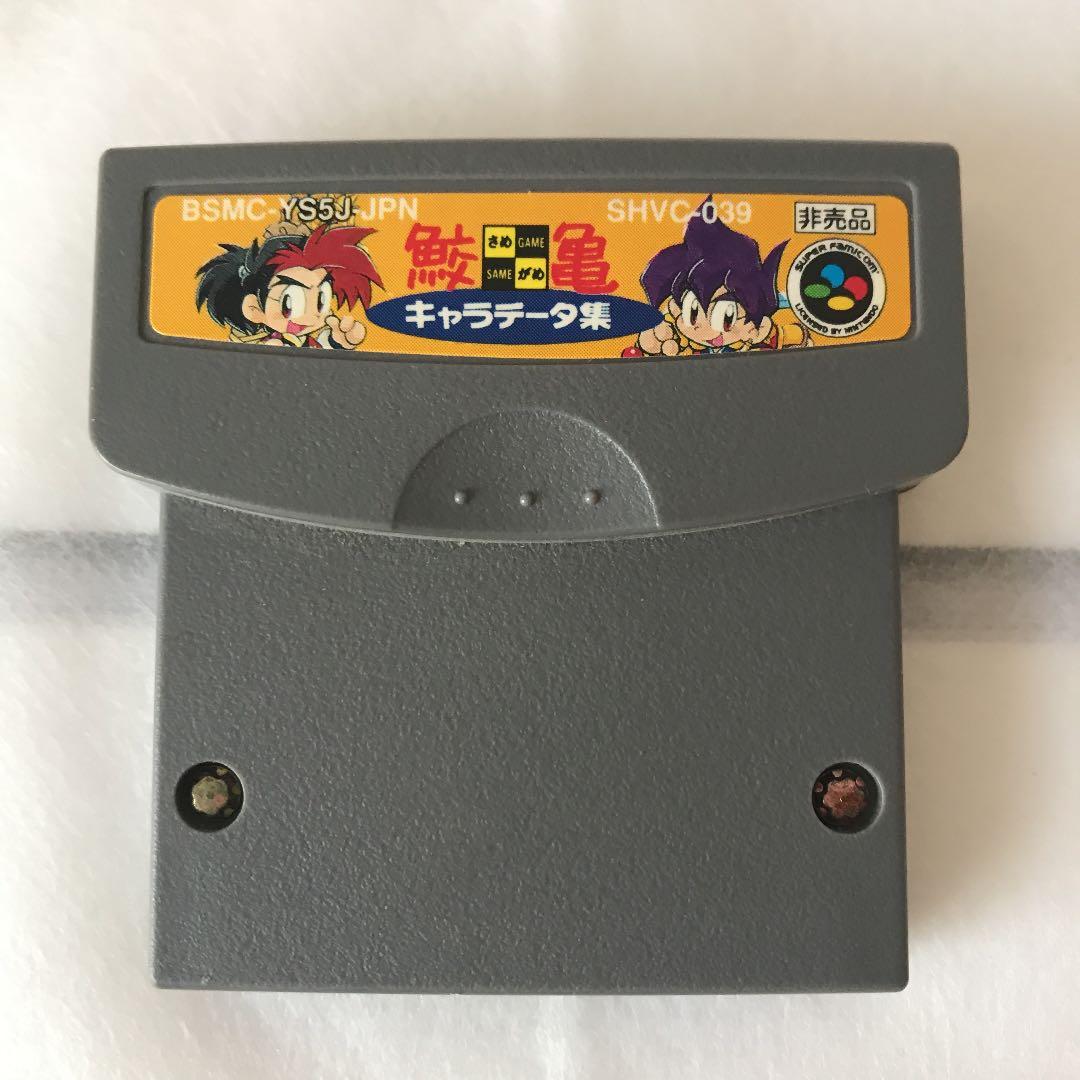 BSMC-YS5J-JPN
SHVC-039
非売品
鮫 さめ GAME 亀
SAME がめ
キャラデータ集
SUPER FAMICOM
LICENSED BY NINTENDO